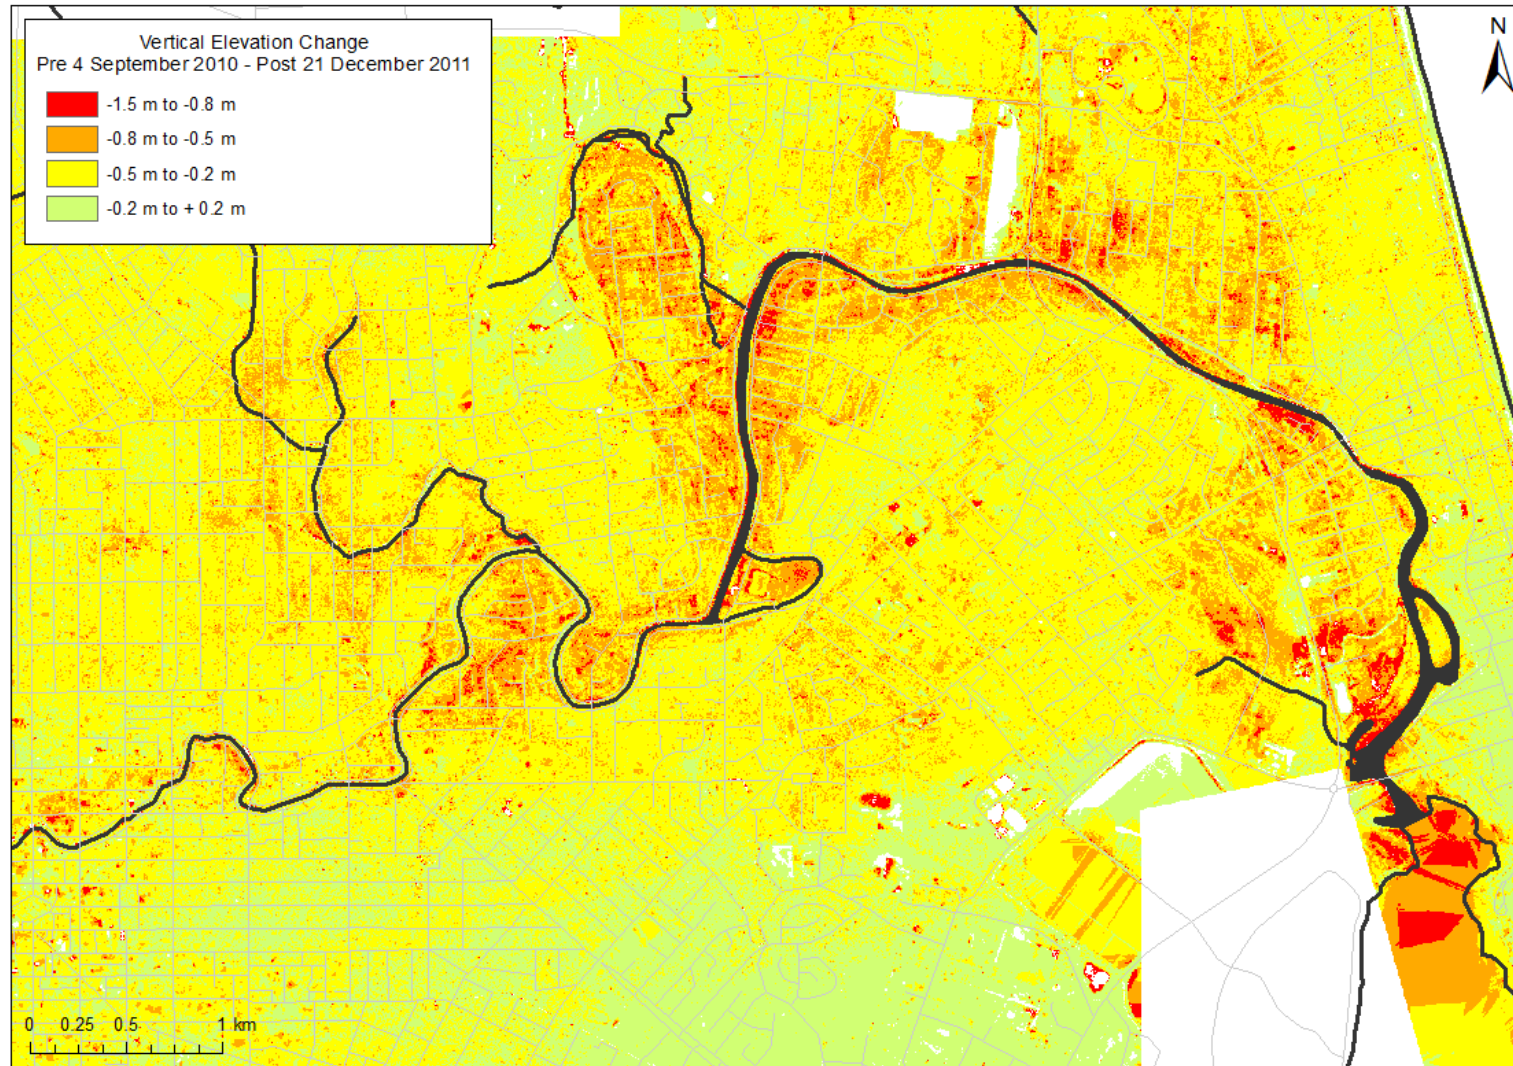 Vertical Elevation Change
Pre 4 September 2010 - Post 21 December 2011
-1.5 m to -0.8 m
-0.8 m to -0.5 m
-0.5 m to -0.2 m
-0.2 m to + 0.2 m
N
0 0.25 0.5 1 km